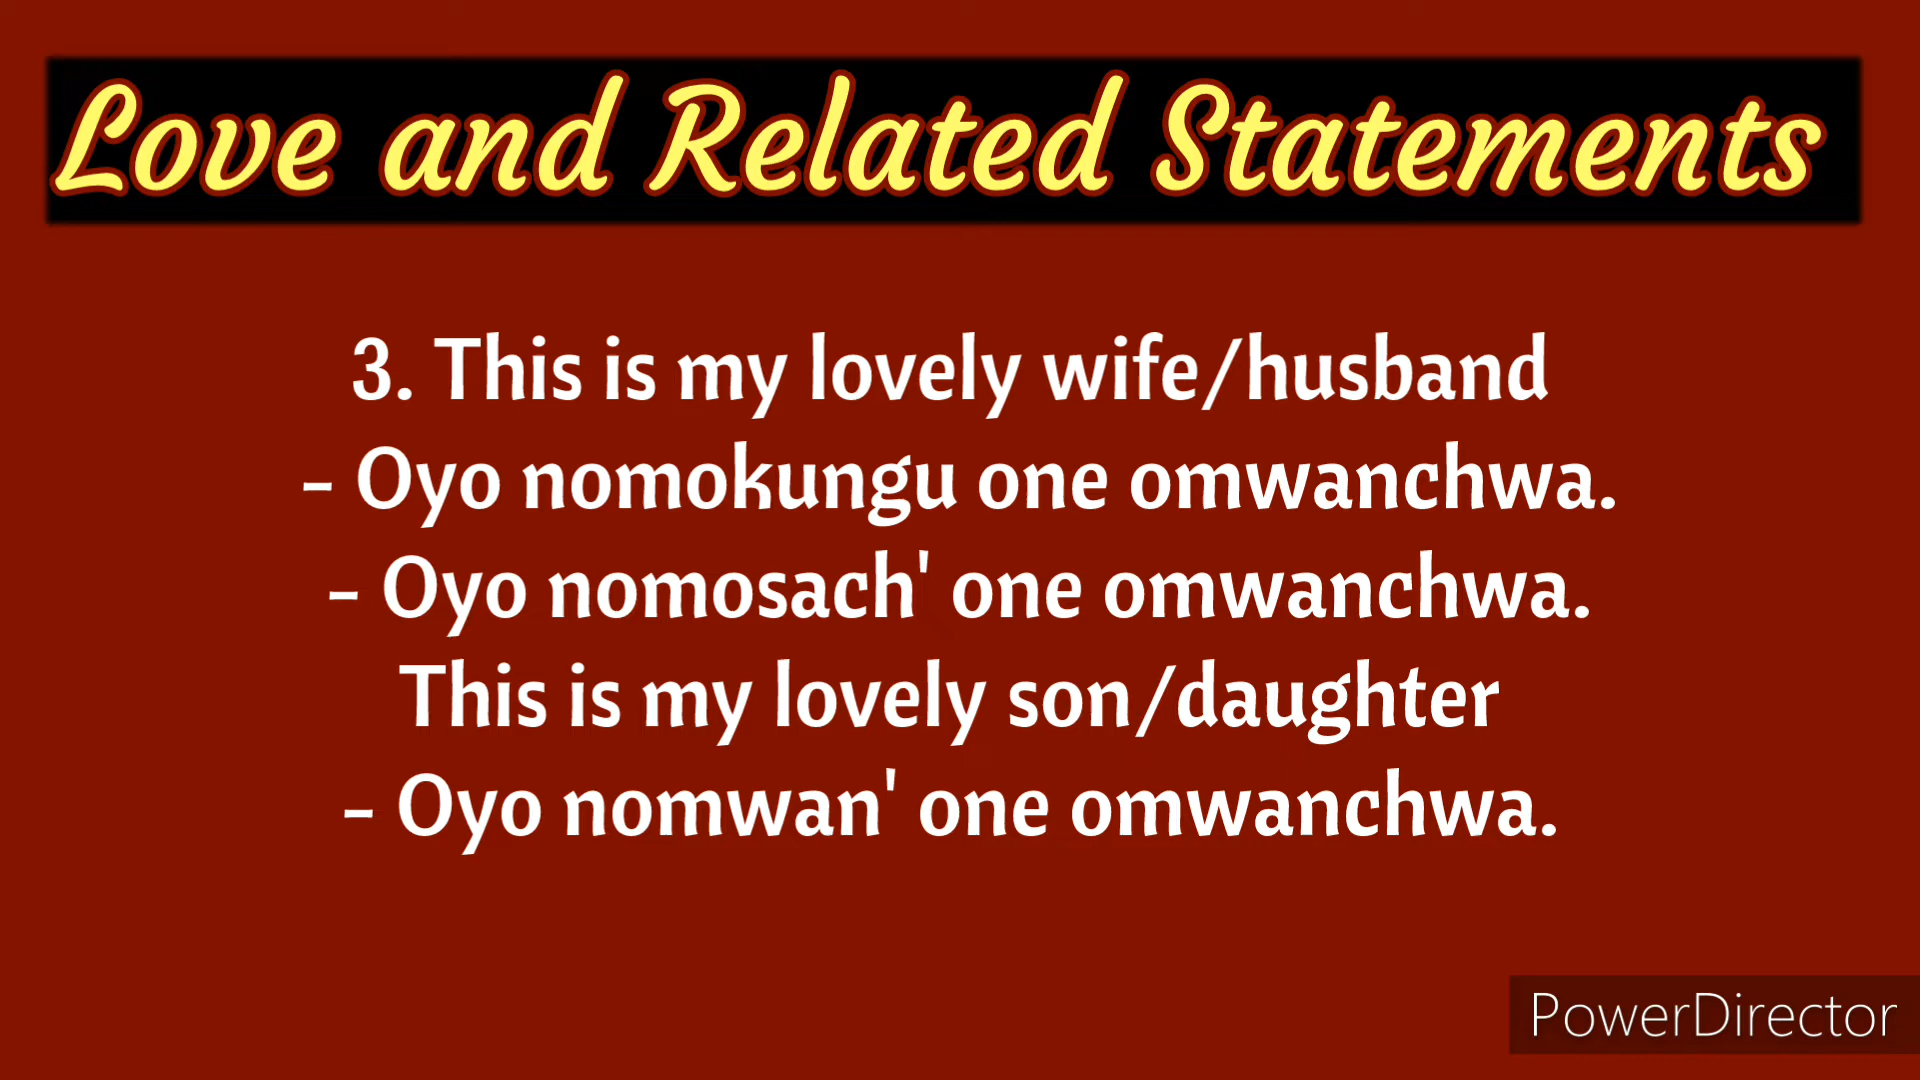 Love and Related Statements
3. This is my lovely wife/husband
- Oyo nomokungu one omwanchwa.
- Oyo nomosach' one omwanchwa.
This is my lovely son/daughter
- Oyo nomwan' one omwanchwa.
PowerDirector